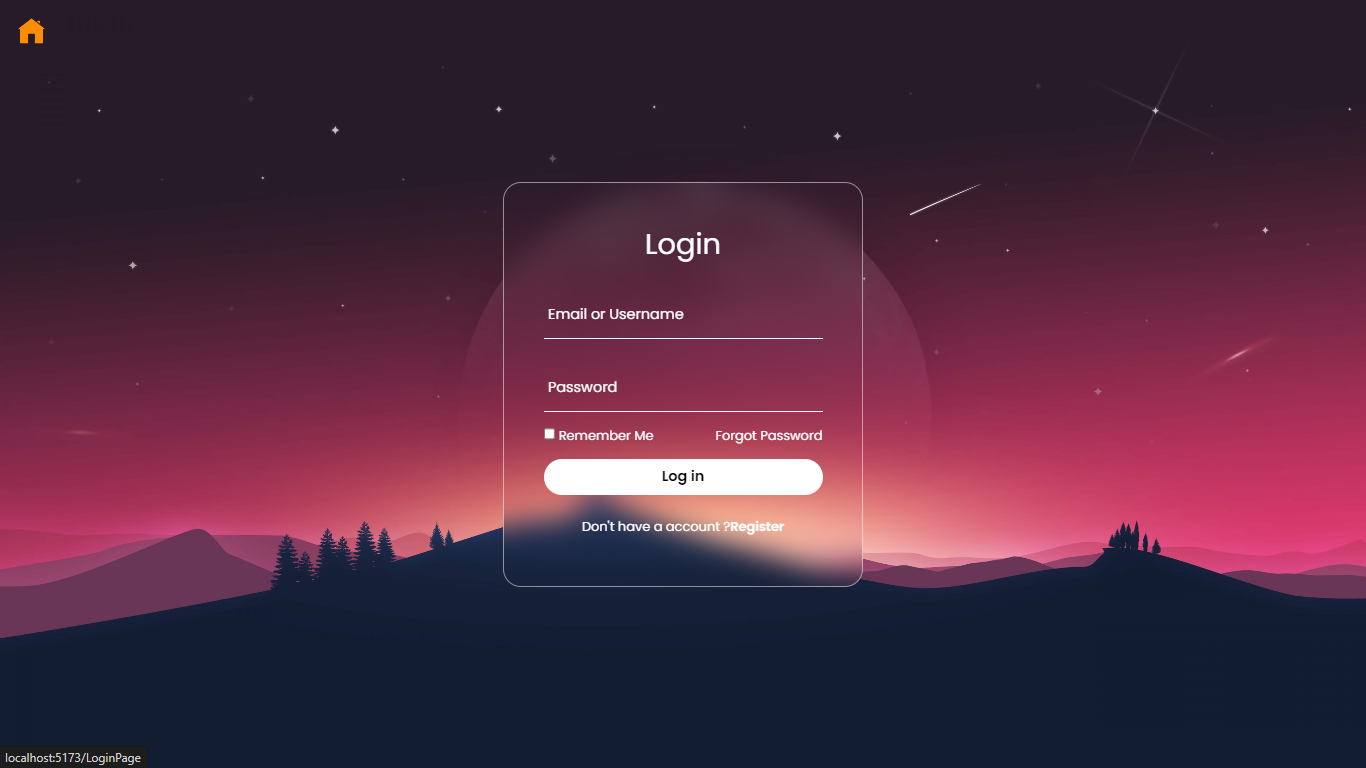 Login
Email or Username
Password
Remember Me Forgot Password
Log in
Don't have a account ?Register
localhost:5173/LoginPage